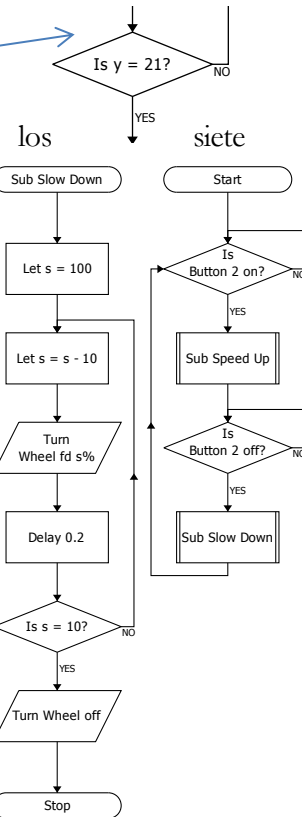 Is y = 21?
NO
YES
los
siete
Sub Slow Down
Let s = 100
Let s = s - 10
Turn
Wheel fd s%
Delay 0.2
Is s = 10?
NO
YES
Turn Wheel off
Stop
Start
Is
Button 2 on?
NO
YES
Sub Speed Up
Is
Button 2 off?
NO
YES
Sub Slow Down